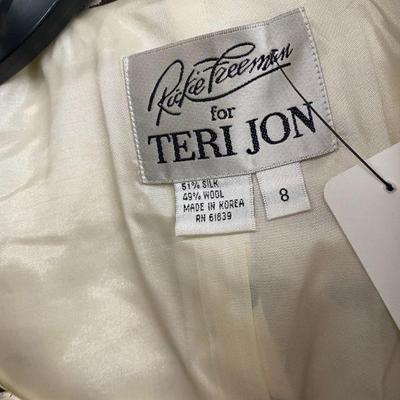 Rickie Freeman
for
TERI JON
51% SILK
49% WOOL
MADE IN KOREA
RN 61839
8